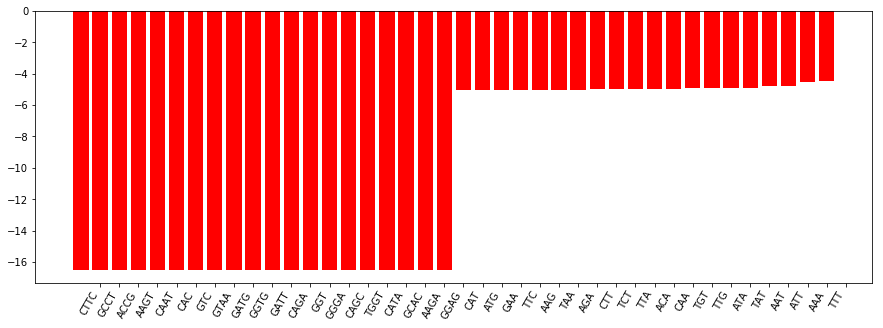 0
−2
−4
−6
−8
−10
−12
−14
−16
CTTC
GCCT
ACCG
AAGT
CAAT
CAC
GTC
GTAA
GATG
GGTG
GATT
CAGA
GGT
GGGA
CAGC
TGGT
CATA
GCAC
AAGA
GGAG
CAT
ATG
GAA
TTC
AAG
TAA
AGA
CTT
TCT
TTA
ACA
CAA
TGT
TTG
ATA
TAT
AAT
ATT
AAA
TTT